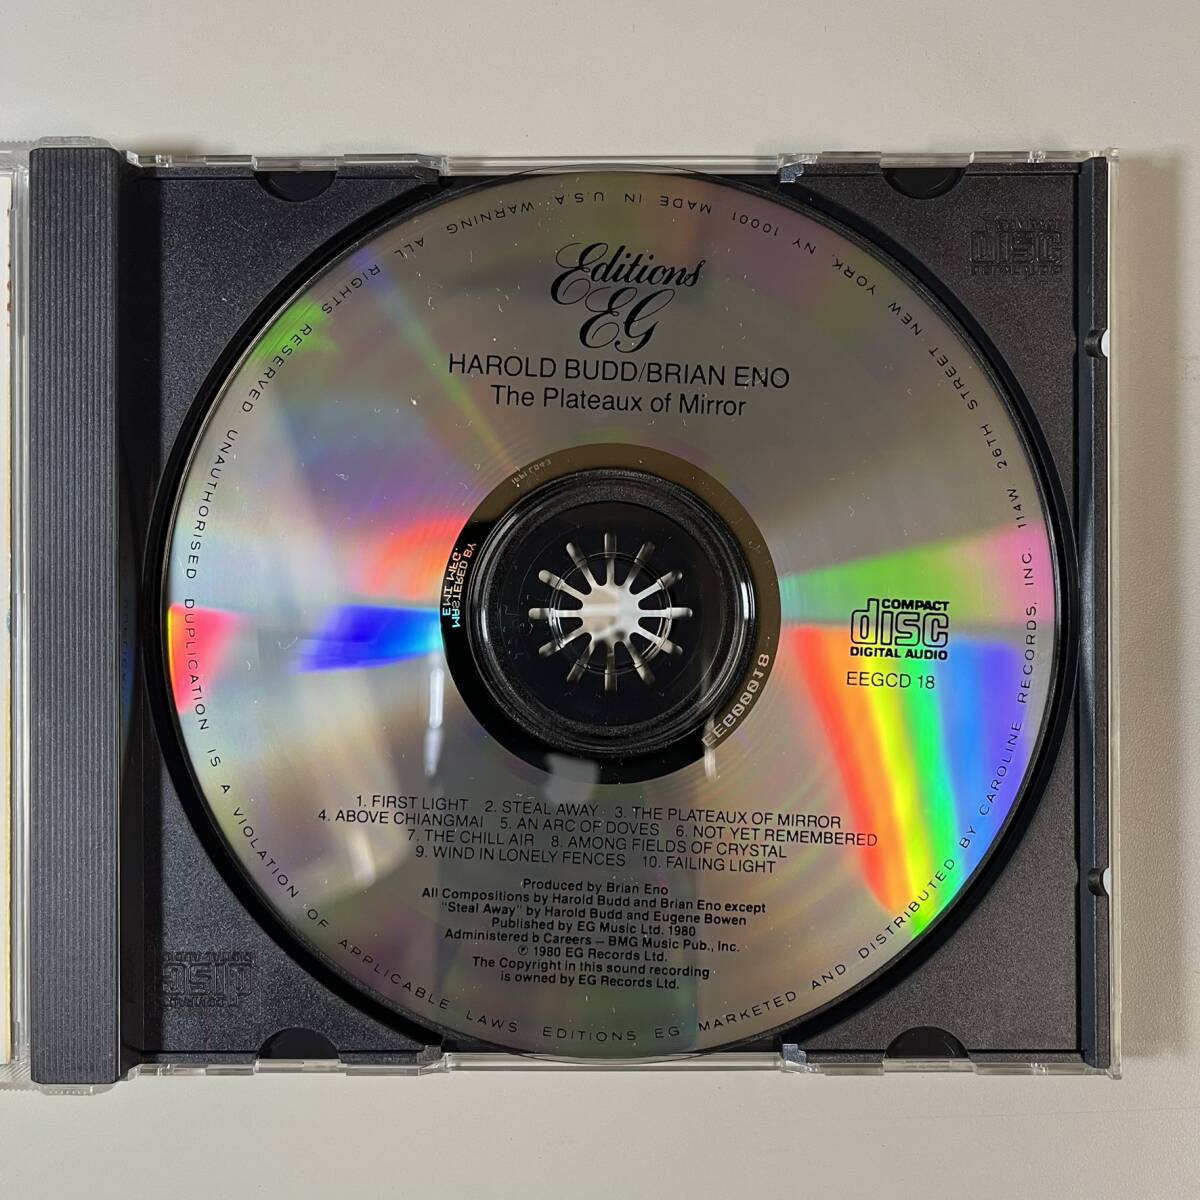 Editions
EG
HAROLD BUDD/BRIAN ENO
The Plateaux of Mirror
COMPACT
disc
DIGITAL AUDIO
EEGCD 18
1. FIRST LIGHT 2. STEAL AWAY 3. THE PLATEAUX OF MIRROR
4. ABOVE CHIANGMAI 5. AN ARC OF DOVES 6. NOT YET REMEMBERED
7. THE CHILL AIR 8. AMONG FIELDS OF CRYSTAL
9. WIND IN LONELY FENCES 10. FAILING LIGHT
Produced by Brian Eno
All Compositions by Harold Budd and Brian Eno except
"Steal Away" by Harold Budd and Eugene Bowen
Published by EG Music Ltd. 1980
Administered b Careers – BMG Music Pub., Inc.
℗ 1980 EG Records Ltd.
The Copyright in this sound recording
is owned by EG Records Ltd.
WARNING ALL RIGHTS RESERVED UNAUTHORISED DUPLICATION IS A VIOLATION OF APPLICABLE LAWS EDITIONS EG MARKETED AND DISTRIBUTED BY CAROLINE RECORDS, INC. 114W 26TH STREET NEW YORK, NY 10001 MADE IN U.S.A.
MASTERED BY
EMI MFG.
EEG00018
disc
disc